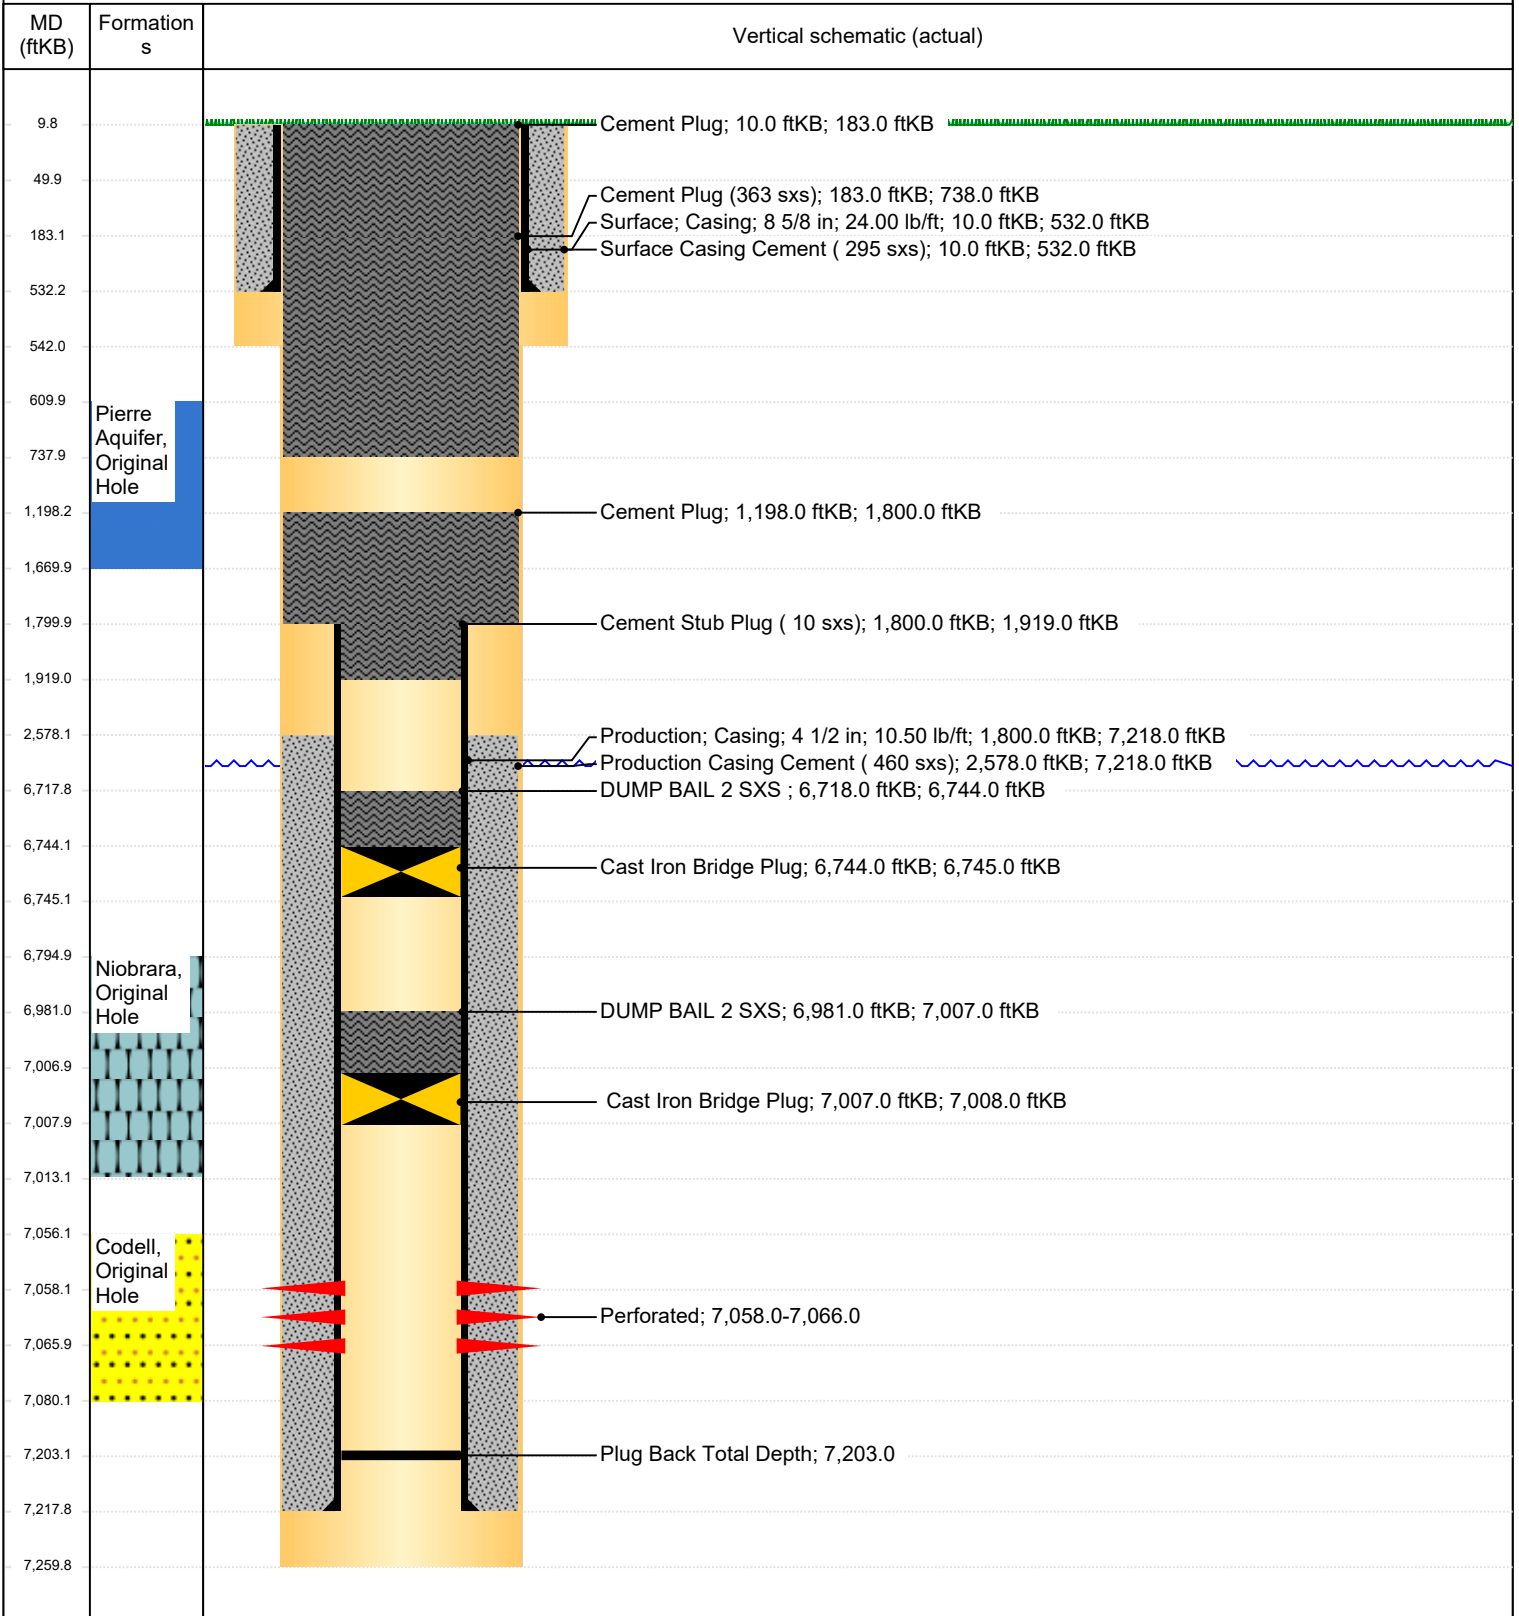 MD
(ftKB)
Formation
s
Vertical schematic (actual)
9.8
Cement Plug; 10.0 ftKB; 183.0 ftKB
49.9
Cement Plug (363 sxs); 183.0 ftKB; 738.0 ftKB
Surface; Casing; 8 5/8 in; 24.00 lb/ft; 10.0 ftKB; 532.0 ftKB
183.1
Surface Casing Cement ( 295 sxs); 10.0 ftKB; 532.0 ftKB
532.2
542.0
609.9
Pierre
Aquifer,
Original
Hole
737.9
1,198.2
Cement Plug; 1,198.0 ftKB; 1,800.0 ftKB
1,669.9
1,799.9
Cement Stub Plug ( 10 sxs); 1,800.0 ftKB; 1,919.0 ftKB
1,919.0
2,578.1
Production; Casing; 4 1/2 in; 10.50 lb/ft; 1,800.0 ftKB; 7,218.0 ftKB
Production Casing Cement ( 460 sxs); 2,578.0 ftKB; 7,218.0 ftKB
6,717.8
DUMP BAIL 2 SXS ; 6,718.0 ftKB; 6,744.0 ftKB
6,744.1
Cast Iron Bridge Plug; 6,744.0 ftKB; 6,745.0 ftKB
6,745.1
6,794.9
Niobrara,
Original
Hole
6,981.0
DUMP BAIL 2 SXS; 6,981.0 ftKB; 7,007.0 ftKB
7,006.9
Cast Iron Bridge Plug; 7,007.0 ftKB; 7,008.0 ftKB
7,007.9
7,013.1
7,056.1
Codell,
Original
Hole
7,058.1
Perforated; 7,058.0-7,066.0
7,065.9
7,080.1
7,203.1
Plug Back Total Depth; 7,203.0
7,217.8
7,259.8